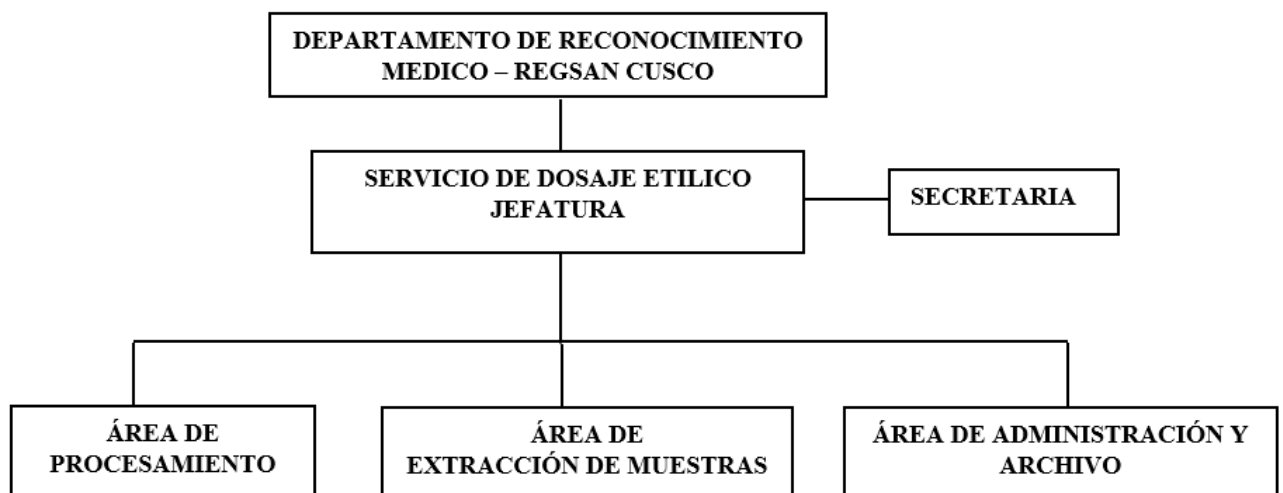 DEPARTAMENTO DE RECONOCIMIENTO
MEDICO – REGSAN CUSCO
SERVICIO DE DOSAJE ETILICO
JEFATURA
SECRETARIA
ÁREA DE
PROCESAMIENTO
ÁREA DE
EXTRACCIÓN DE MUESTRAS
ÁREA DE ADMINISTRACIÓN Y
ARCHIVO